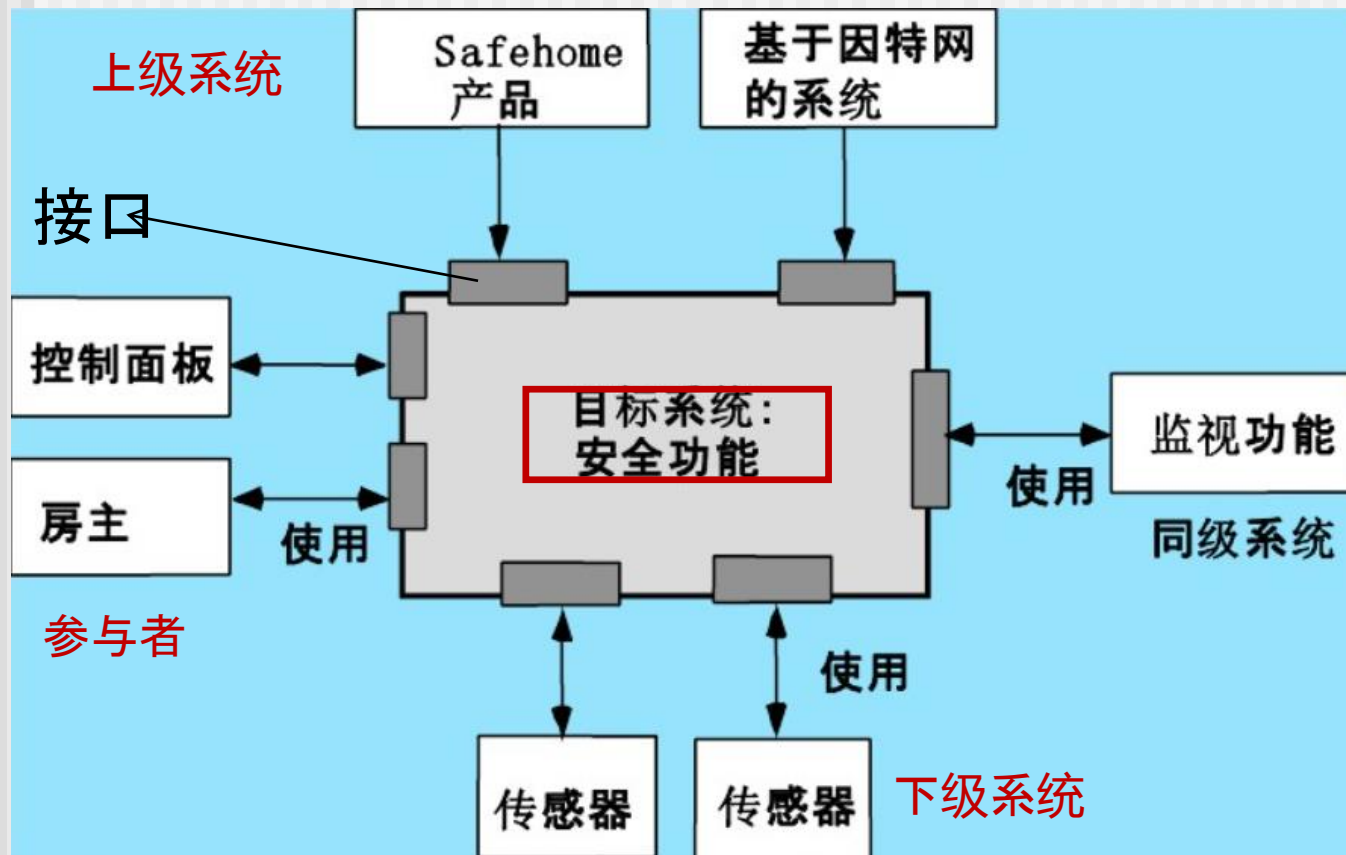 上级系统
Safehome
产品
基于因特网
的系统
接口
控制面板
目标系统:
安全功能
监视功能
使用
同级系统
房主
使用
参与者
使用
传感器
传感器
下级系统